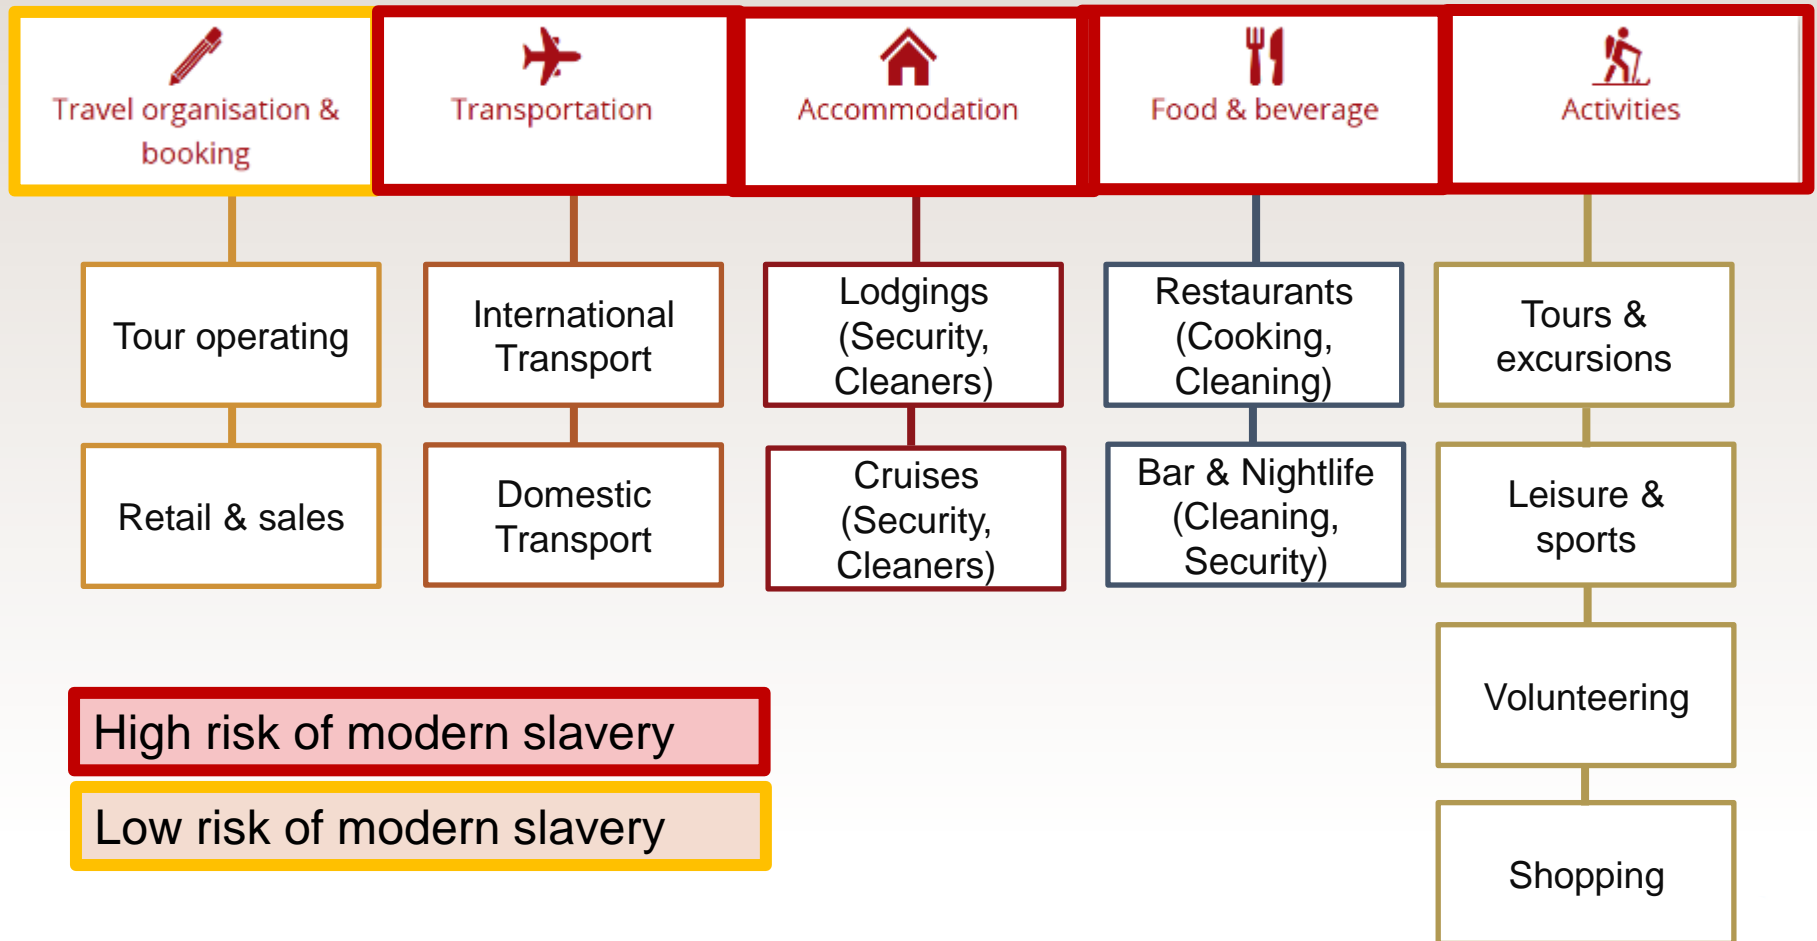 Travel organisation &
booking
Transportation
Accommodation
Food & beverage
Activities
Tour operating
Retail & sales
International
Transport
Domestic
Transport
Lodgings
(Security,
Cleaners)
Cruises
(Security,
Cleaners)
Restaurants
(Cooking,
Cleaning)
Bar & Nightlife
(Cleaning,
Security)
Tours &
excursions
Leisure &
sports
Volunteering
Shopping
High risk of modern slavery
Low risk of modern slavery